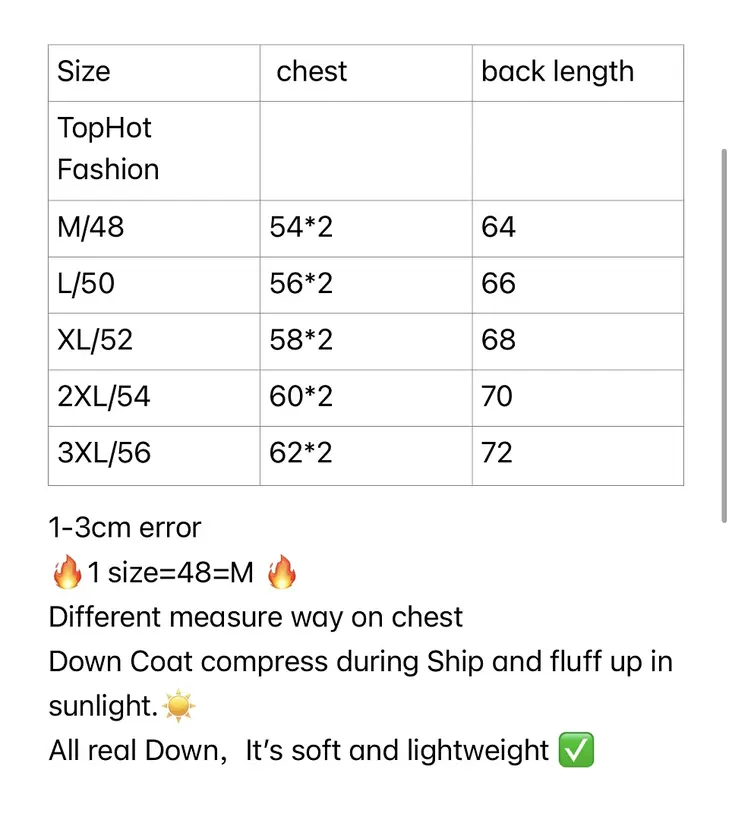 Size chest back length
TopHot
Fashion
M/48 54*2 64
L/50 56*2 66
XL/52 58*2 68
2XL/54 60*2 70
3XL/56 62*2 72
1-3cm error
🔥1 size=48=M 🔥
Different measure way on chest
Down Coat compress during Ship and fluff up in
sunlight.☀️
All real Down，It's soft and lightweight ✅